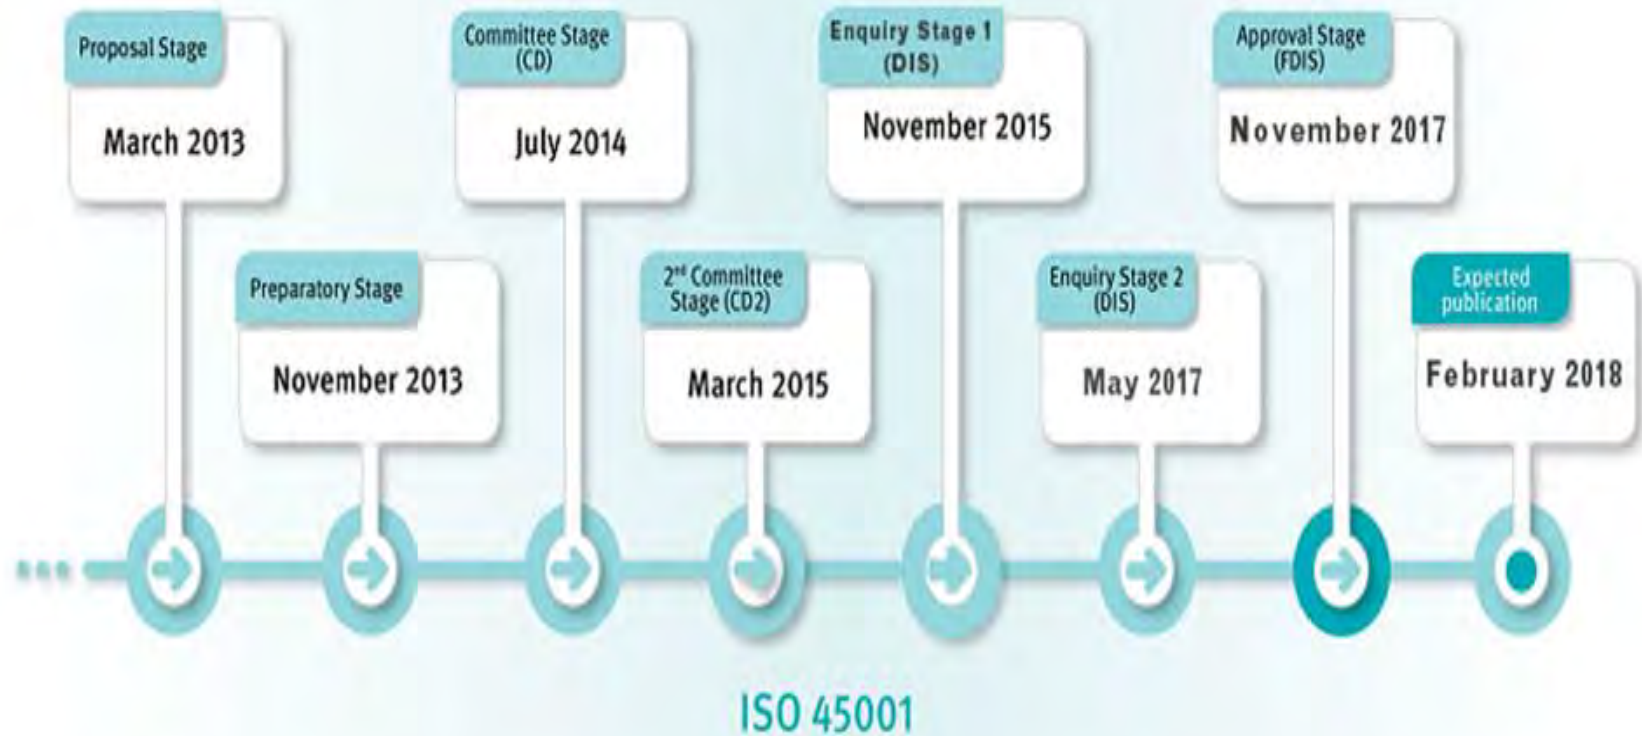 Proposal Stage
March 2013
Preparatory Stage
November 2013
Committee Stage
(CD)
July 2014
2nd Committee
Stage (CD2)
March 2015
Enquiry Stage 1
(DIS)
November 2015
Enquiry Stage 2
(DIS)
May 2017
Approval Stage
(FDIS)
November 2017
Expected
publication
February 2018
ISO 45001